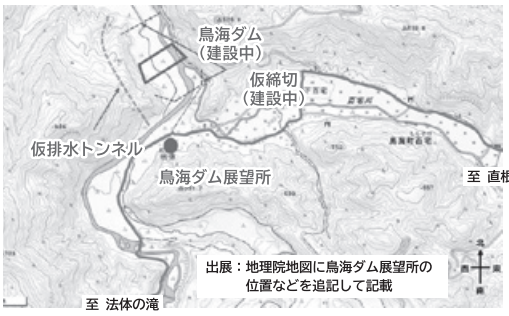 鳥海ダム
（建設中）
仮締切
（建設中）
仮排水トンネル
鳥海ダム展望所
至 直根
出展：地理院地図に鳥海ダム展望所の
位置などを追記して記載
北
西
東
南
至 法体の滝